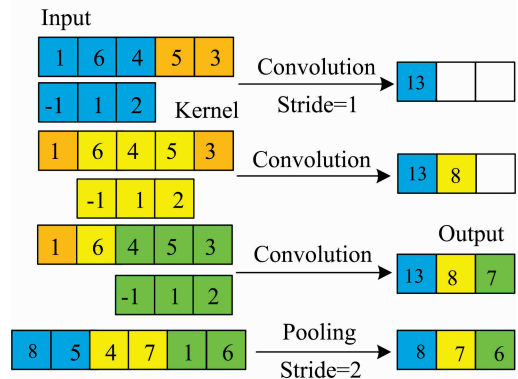 Input
1 6 4 5 3
Convolution
Stride=1
13
-1 1 2
Kernel
1 6 4 5 3
Convolution
13 8
-1 1 2
1 6 4 5 3
Convolution
Output
13 8 7
-1 1 2
8 5 4 7 1 6
Pooling
Stride=2
8 7 6